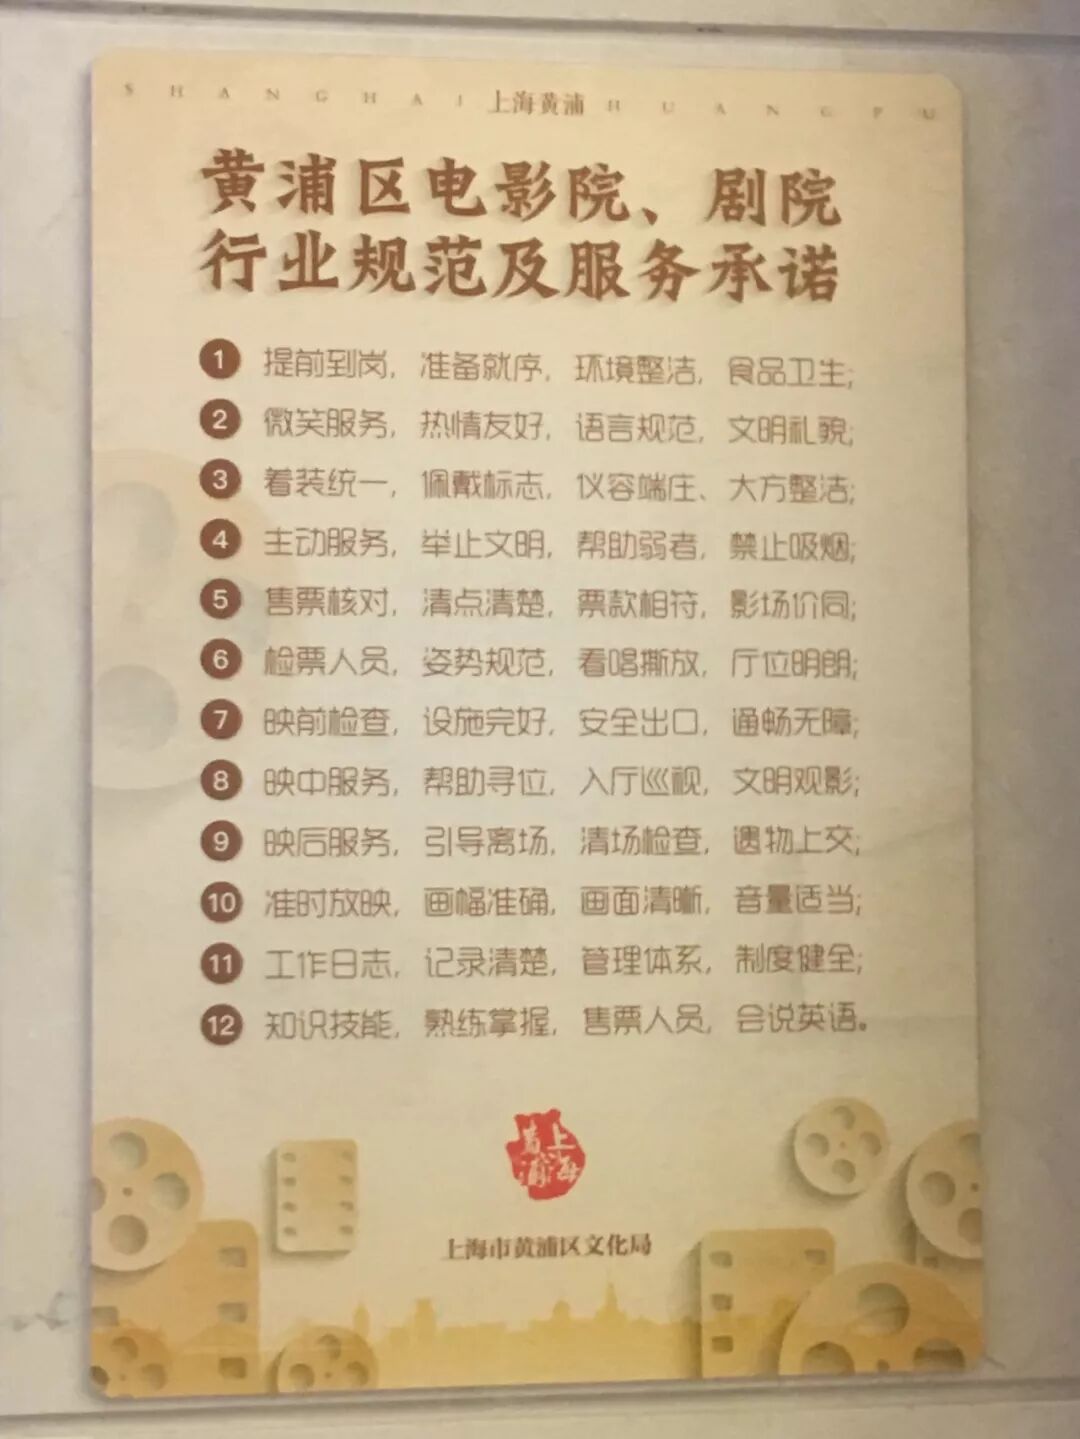 SHANGHAI 上海黄浦 HUANGPU
黄浦区电影院、剧院
行业规范及服务承诺
1 提前到岗，准备就序，环境整洁，食品卫生；
2 微笑服务，热情友好，语言规范，文明礼貌；
3 着装统一，佩戴标志，仪容端庄、大方整洁；
4 主动服务，举止文明，帮助弱者，禁止吸烟；
5 售票核对，清点清楚，票款相符，影场价同；
6 检票人员，姿势规范，看唱撕放，厅位明朗；
7 映前检查，设施完好，安全出口，通畅无障；
8 映中服务，帮助寻位，入厅巡视，文明观影；
9 映后服务，引导离场，清场检查，遗物上交；
10 准时放映，画幅准确，画面清晰，音量适当；
11 工作日志，记录清楚，管理体系，制度健全；
12 知识技能，熟练掌握，售票人员，会说英语。
上海黄浦
上海市黄浦区文化局